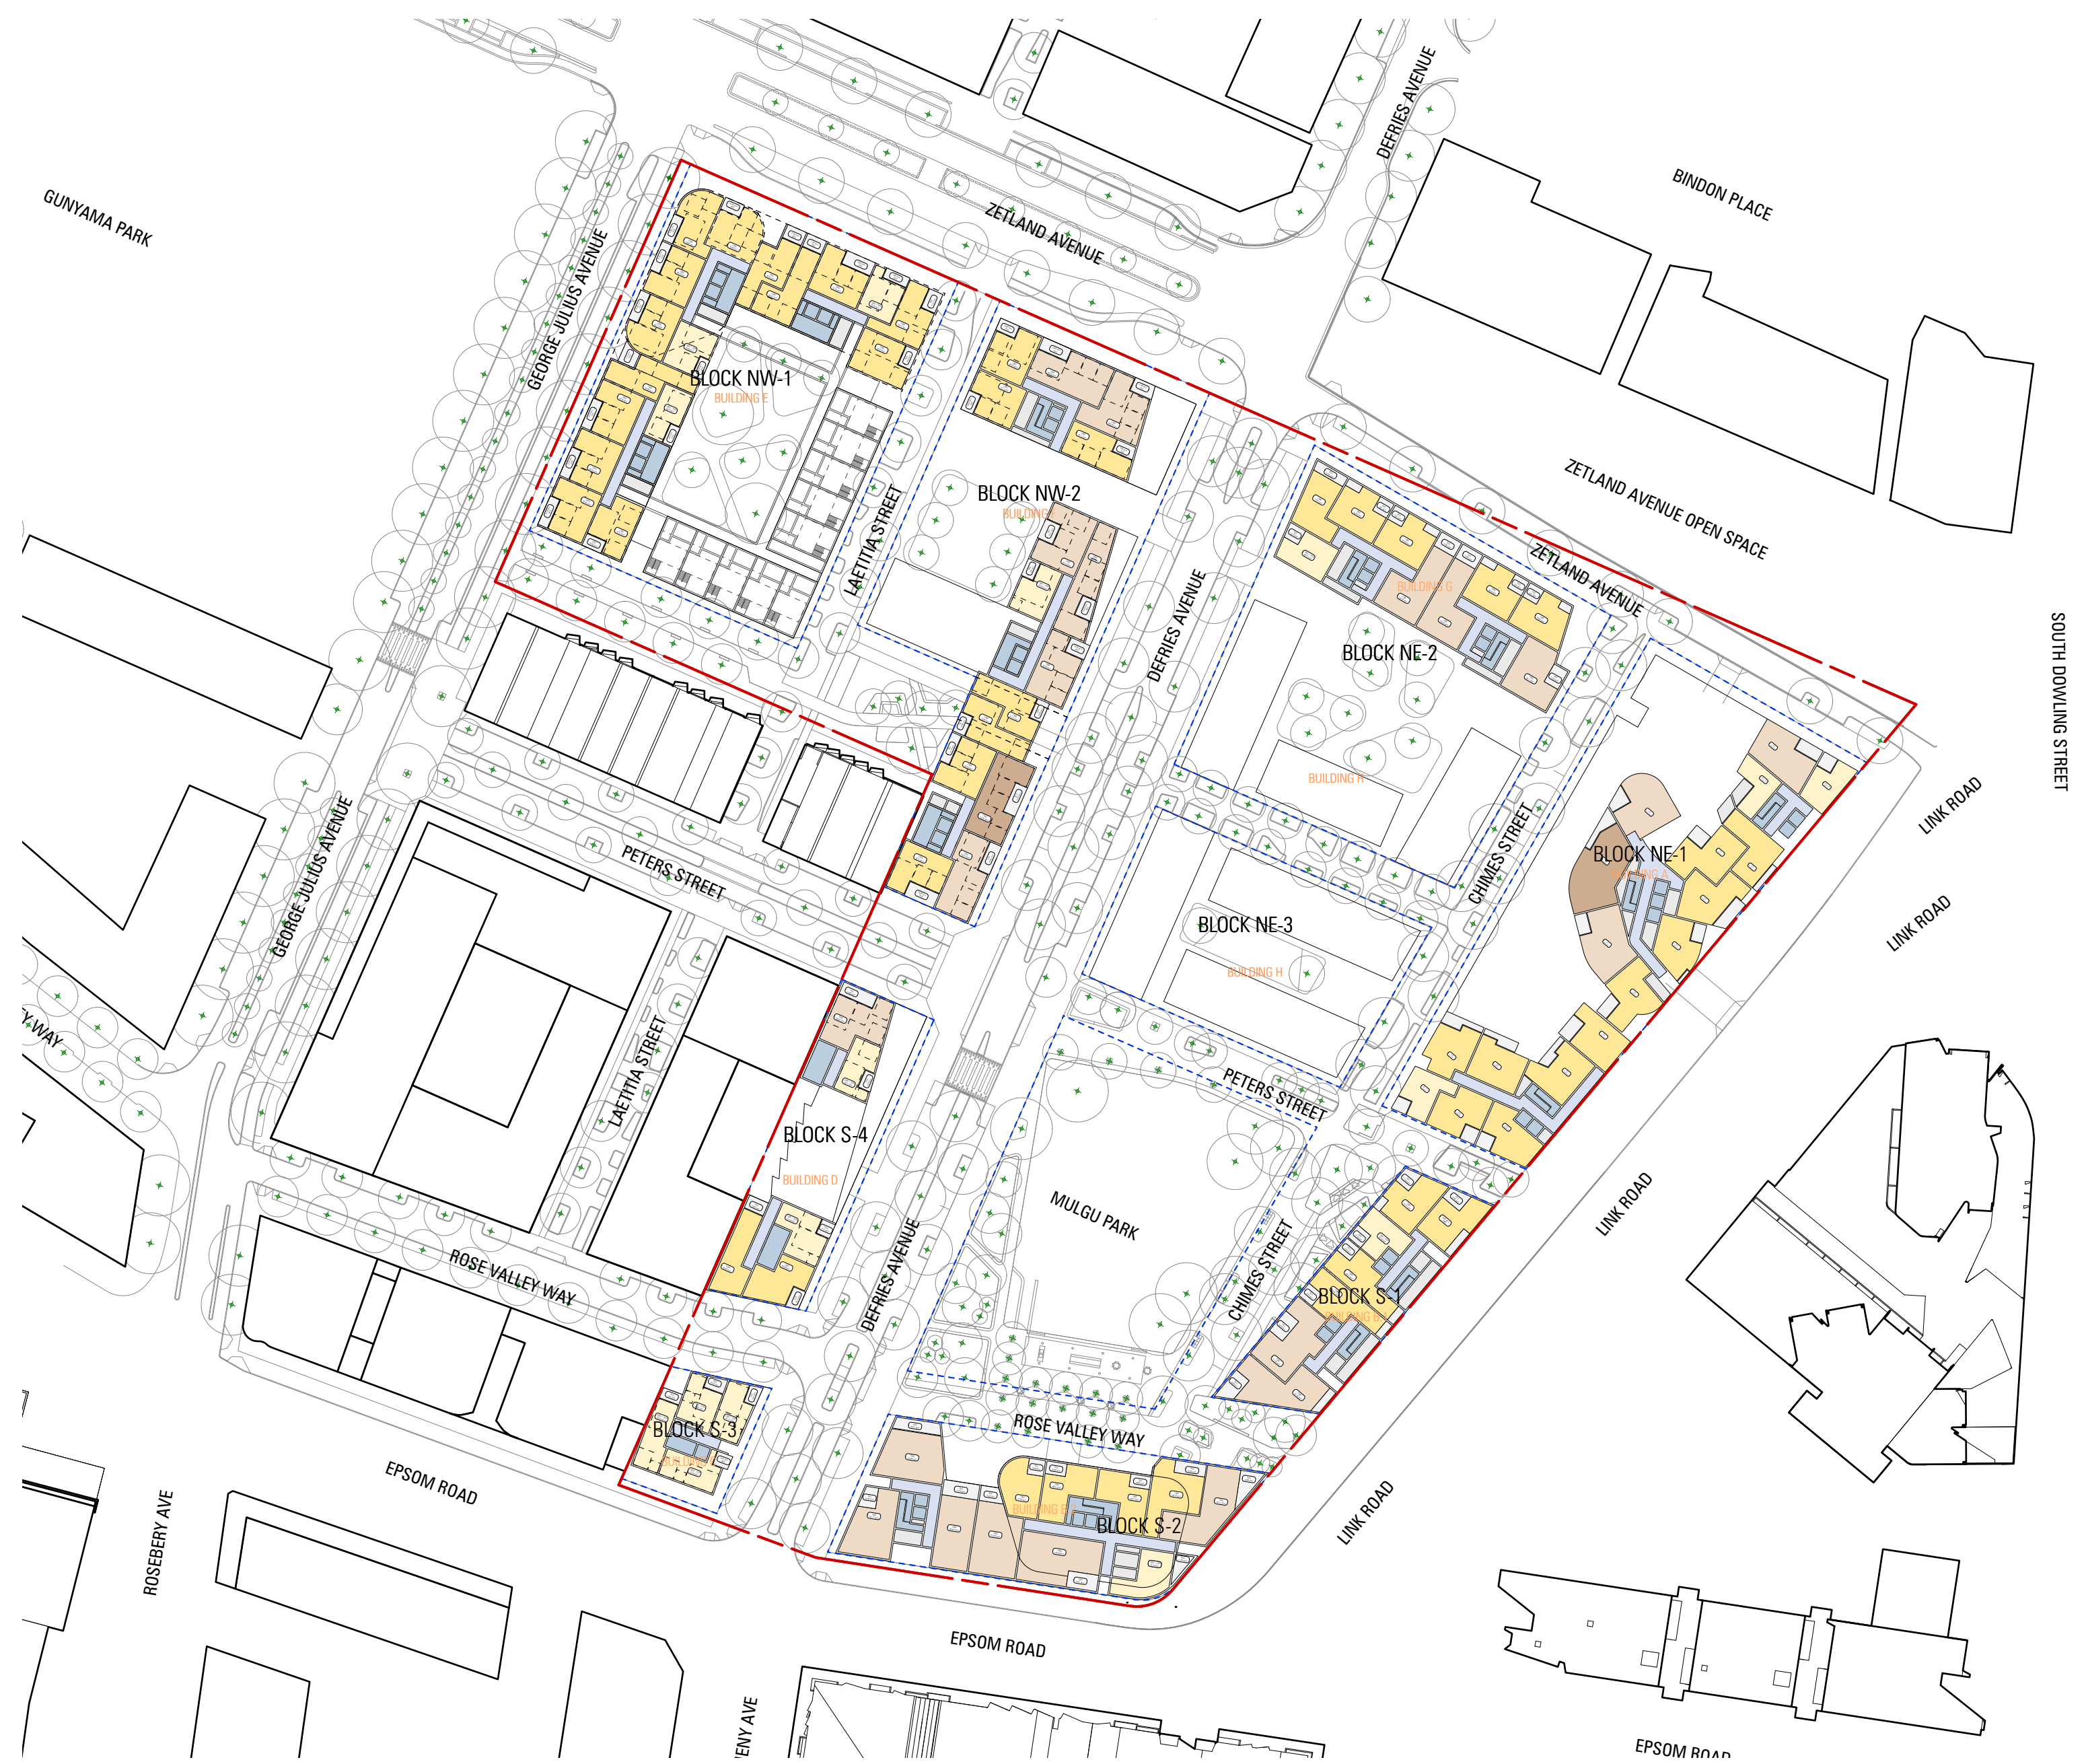 DEFRIES AVENUE
BINDON PLACE
GUNYAMA PARK
ZETLAND AVENUE
GEORGE JULIUS AVENUE
BLOCK NW-1
BUILDING E
BLOCK NW-2
LAETITIA STREET
ZETLAND AVENUE OPEN SPACE
ZETLAND AVENUE
BUILDING G
DEFRIES AVENUE
BLOCK NE-2
SOUTH DOWLING STREET
BUILDING H
LINK ROAD
GEORGE JULIUS AVENUE
PETERS STREET
CHIMES STREET
BLOCK NE-1
BUILDING A
BLOCK NE-3
LINK ROAD
BUILDING H
Y WAY
LAETITIA STREET
PETERS STREET
BLOCK S-4
BUILDING D
MULGU PARK
LINK ROAD
ROSE VALLEY WAY
DEFRIES AVENUE
CHIMES STREET
BLOCK S-1
BLOCK S-3
ROSE VALLEY WAY
EPSOM ROAD
LINK ROAD
BLOCK S-2
ROSEBERY AVE
EPSOM ROAD
ENY AVE
EPSOM ROAD